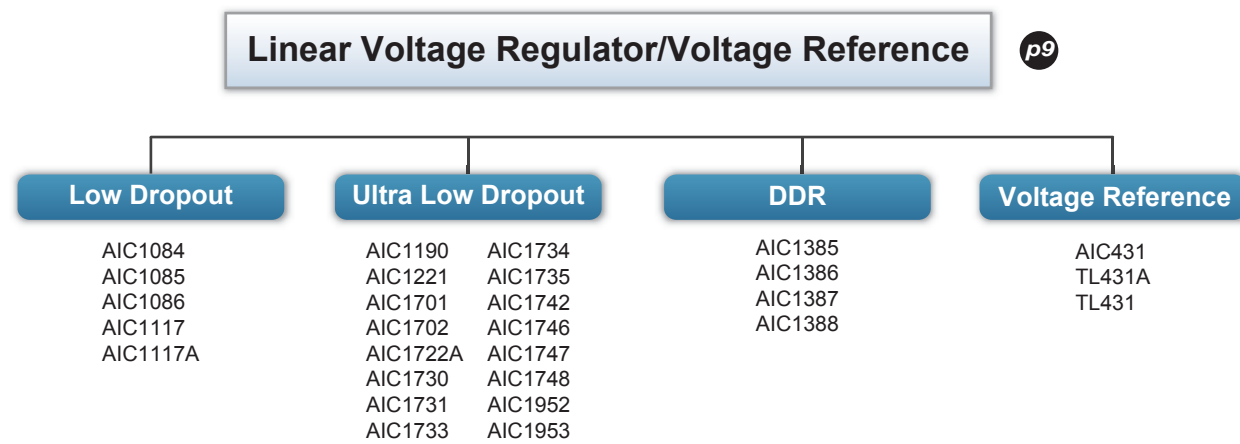 Linear Voltage Regulator/Voltage Reference
p9
Low Dropout
AIC1084
AIC1085
AIC1086
AIC1117
AIC1117A
Ultra Low Dropout
AIC1190 AIC1734
AIC1221 AIC1735
AIC1701 AIC1742
AIC1702 AIC1746
AIC1722A AIC1747
AIC1730 AIC1748
AIC1731 AIC1952
AIC1733 AIC1953
DDR
AIC1385
AIC1386
AIC1387
AIC1388
Voltage Reference
AIC431
TL431A
TL431